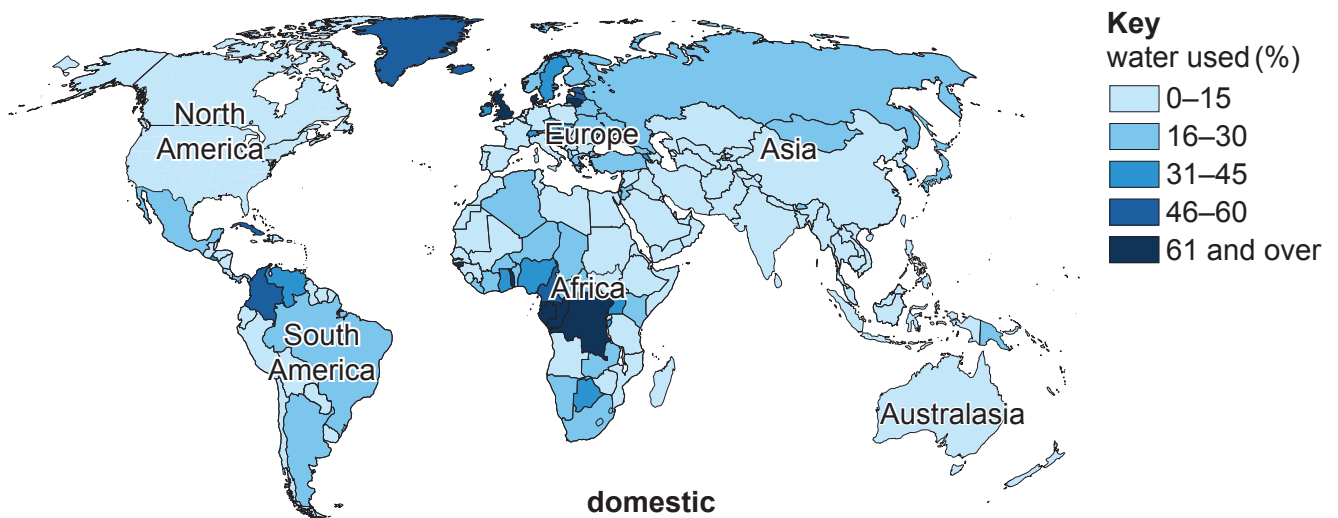 North
America
South
America
Europe
Africa
Asia
Australasia
domestic
Key
water used (%)
0–15
16–30
31–45
46–60
61 and over